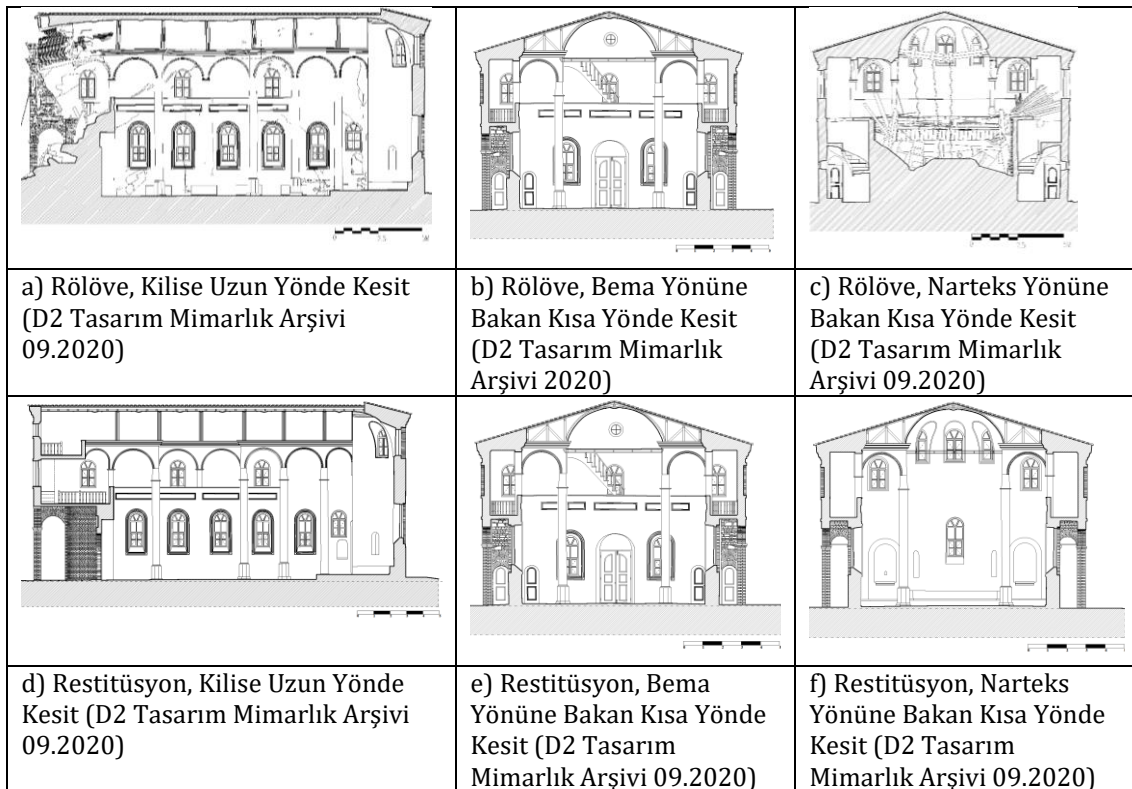 a) Rölöve, Kilise Uzun Yönde Kesit
(D2 Tasarım Mimarlık Arşivi
09.2020)
b) Rölöve, Bema Yönüne
Bakan Kısa Yönde Kesit
(D2 Tasarım Mimarlık
Arşivi 2020)
c) Rölöve, Narteks Yönüne
Bakan Kısa Yönde Kesit
(D2 Tasarım Mimarlık
Arşivi 09.2020)
d) Restitüsyon, Kilise Uzun Yönde
Kesit (D2 Tasarım Mimarlık Arşivi
09.2020)
e) Restitüsyon, Bema
Yönüne Bakan Kısa Yönde
Kesit (D2 Tasarım
Mimarlık Arşivi 09.2020)
f) Restitüsyon, Narteks
Yönüne Bakan Kısa Yönde
Kesit (D2 Tasarım
Mimarlık Arşivi 09.2020)